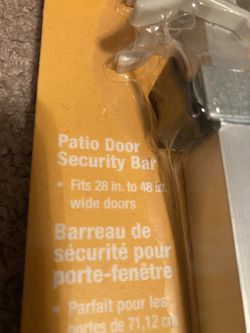 Patio Door
Security Bar
• Fits 28 in. to 48 in.
wide doors
Barreau de
sécurité pour
porte-fenêtre
• Parfait pour les
portes de 71,12 cm